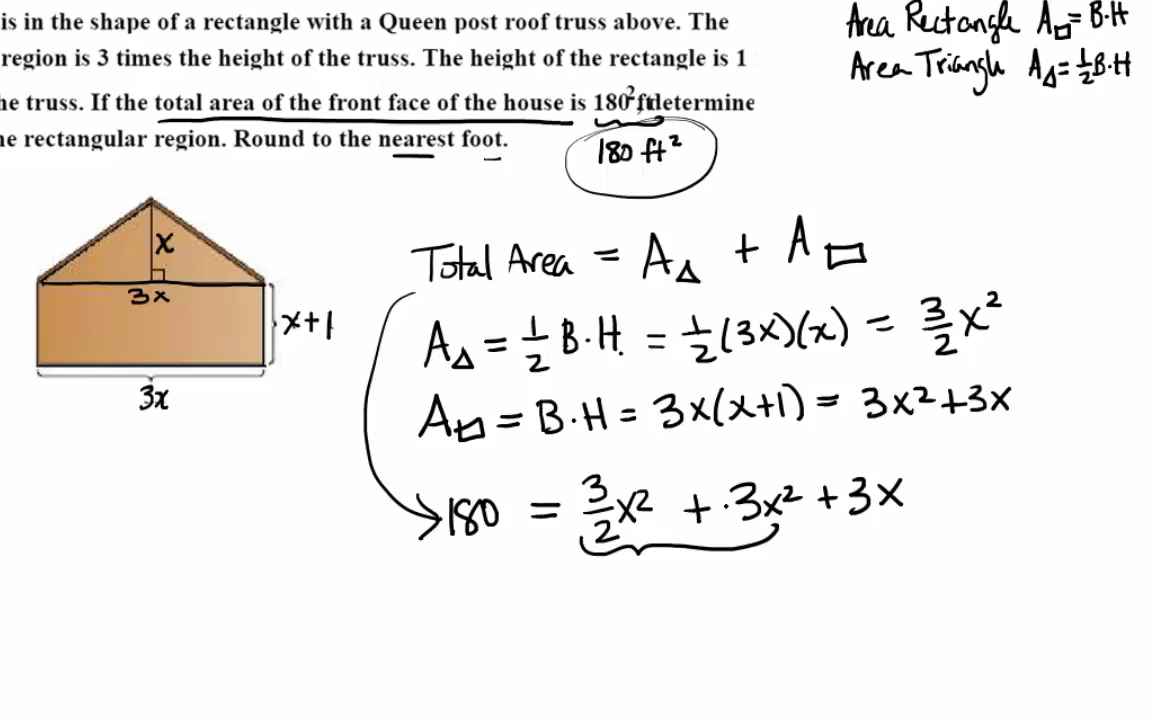 is in the shape of a rectangle with a Queen post roof truss above. The
region is 3 times the height of the truss. The height of the rectangle is 1
he truss. If the total area of the front face of the house is 180 ft² determine
he rectangular region. Round to the nearest foot.
Area Rectangle A▭ = B·H
Area Triangle A△ = ½B·H
180 ft²
x
3x
x+1
3x
Total Area = A△ + A▭
A△ = ½ B·H. = ½(3x)(x) = 3/2 x²
A▭ = B·H = 3x(x+1) = 3x²+3x
180 = 3/2 x² + 3x² + 3x